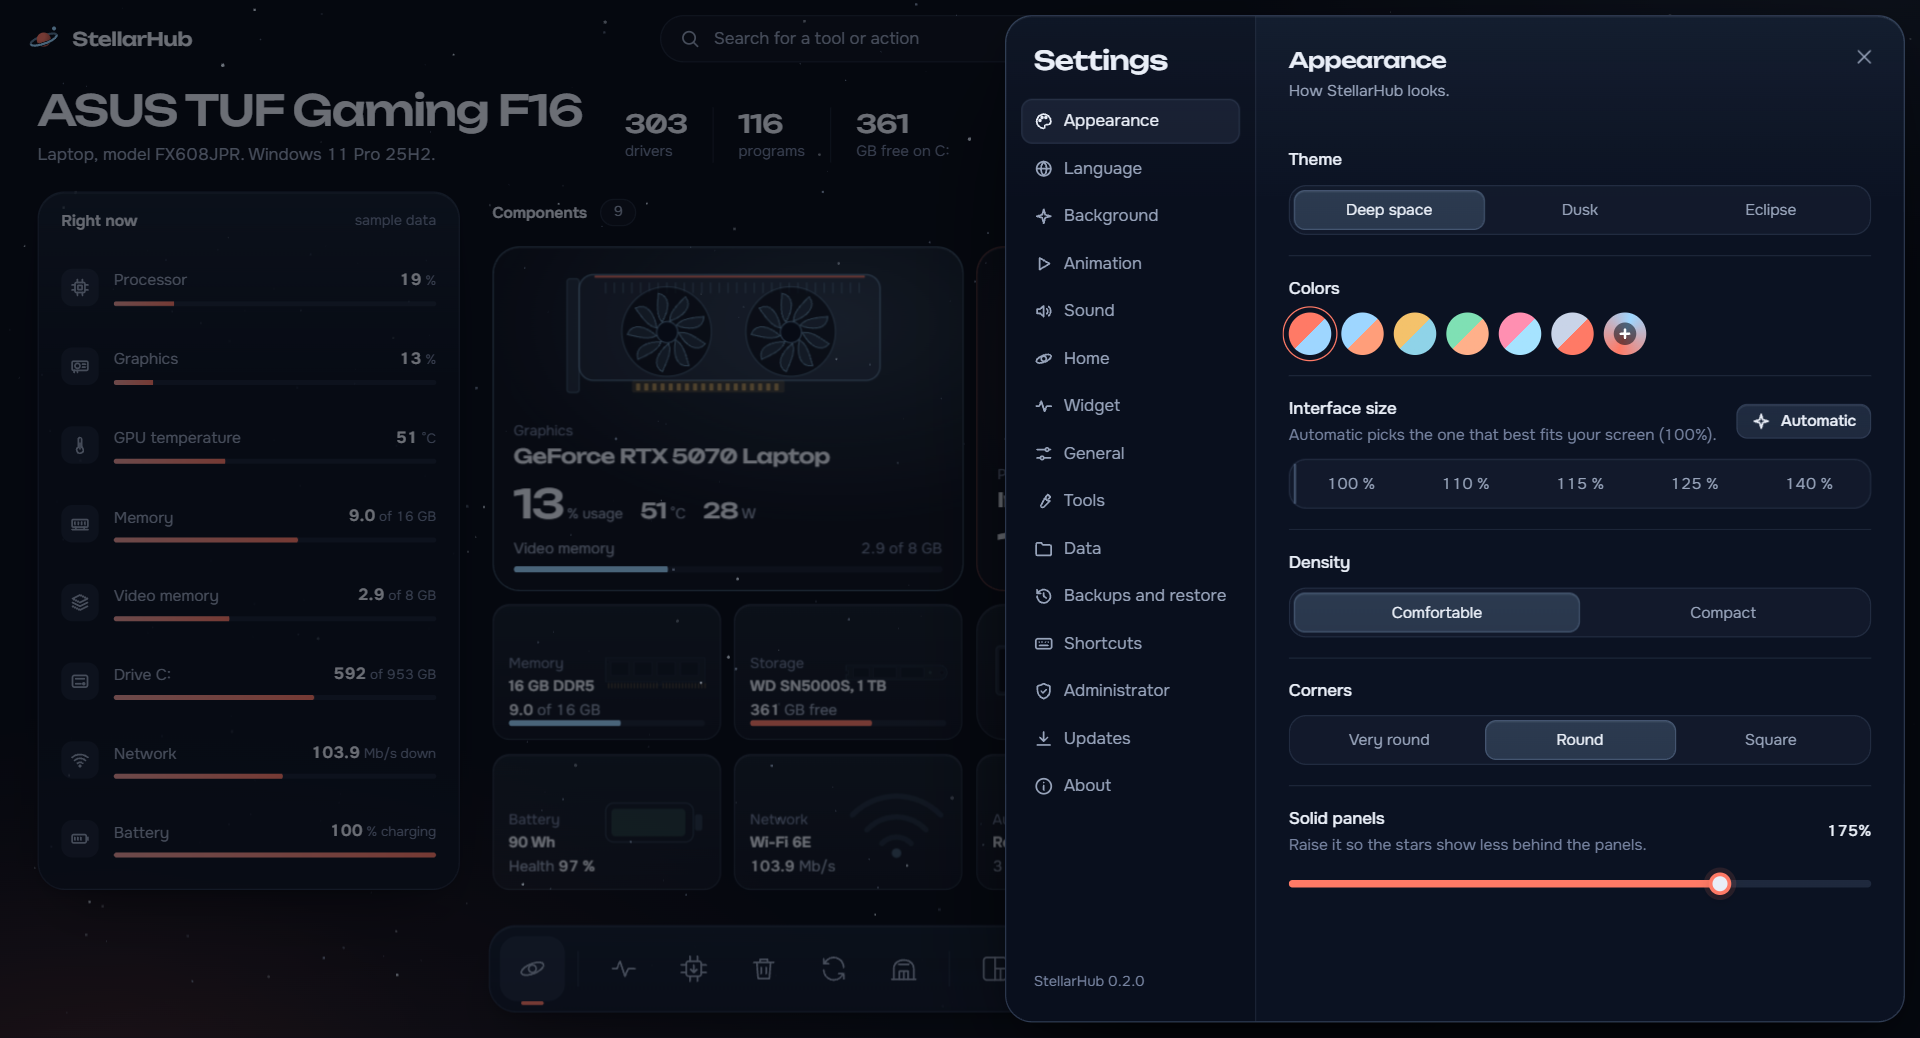 StellarHub
Search for a tool or action
ASUS TUF Gaming F16
Laptop, model FX608JPR. Windows 11 Pro 25H2.
303
drivers
116
programs
361
GB free on C:
Right now
sample data
Processor
19 %
Graphics
13 %
GPU temperature
51 °C
Memory
9.0 of 16 GB
Video memory
2.9 of 8 GB
Drive C:
592 of 953 GB
Network
103.9 Mb/s down
Battery
100 % charging
Components
9
Graphics
GeForce RTX 5070 Laptop
13 % usage 51 °C 28 W
Video memory
2.9 of 8 GB
Memory
16 GB DDR5
9.0 of 16 GB
Storage
WD SN5000S, 1 TB
361 GB free
Battery
90 Wh
Health 97 %
Network
Wi-Fi 6E
103.9 Mb/s
Settings
Appearance
Language
Background
Animation
Sound
Home
Widget
General
Tools
Data
Backups and restore
Shortcuts
Administrator
Updates
About
StellarHub 0.2.0
Appearance
How StellarHub looks.
Theme
Deep space
Dusk
Eclipse
Colors
Interface size
Automatic picks the one that best fits your screen (100%).
Automatic
100 %
110 %
115 %
125 %
140 %
Density
Comfortable
Compact
Corners
Very round
Round
Square
Solid panels
Raise it so the stars show less behind the panels.
175%